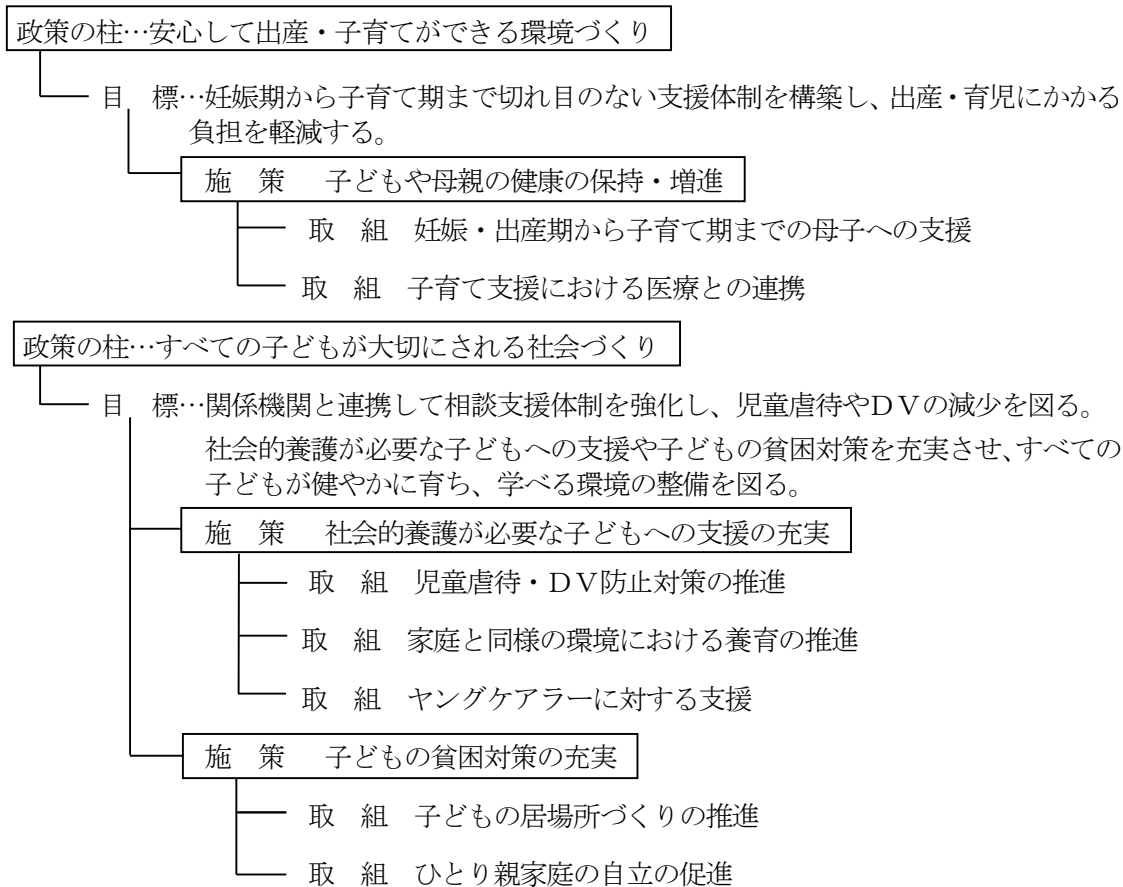 政策の柱…安心して出産・子育てができる環境づくり
目　標…妊娠期から子育て期まで切れ目のない支援体制を構築し、出産・育児にかかる
負担を軽減する。
施　策　子どもや母親の健康の保持・増進
取　組　妊娠・出産期から子育て期までの母子への支援
取　組　子育て支援における医療との連携
政策の柱…すべての子どもが大切にされる社会づくり
目　標…関係機関と連携して相談支援体制を強化し、児童虐待やＤＶの減少を図る。
社会的養護が必要な子どもへの支援や子どもの貧困対策を充実させ、すべての
子どもが健やかに育ち、学べる環境の整備を図る。
施　策　社会的養護が必要な子どもへの支援の充実
取　組　児童虐待・ＤＶ防止対策の推進
取　組　家庭と同様の環境における養育の推進
取　組　ヤングケアラーに対する支援
施　策　子どもの貧困対策の充実
取　組　子どもの居場所づくりの推進
取　組　ひとり親家庭の自立の促進